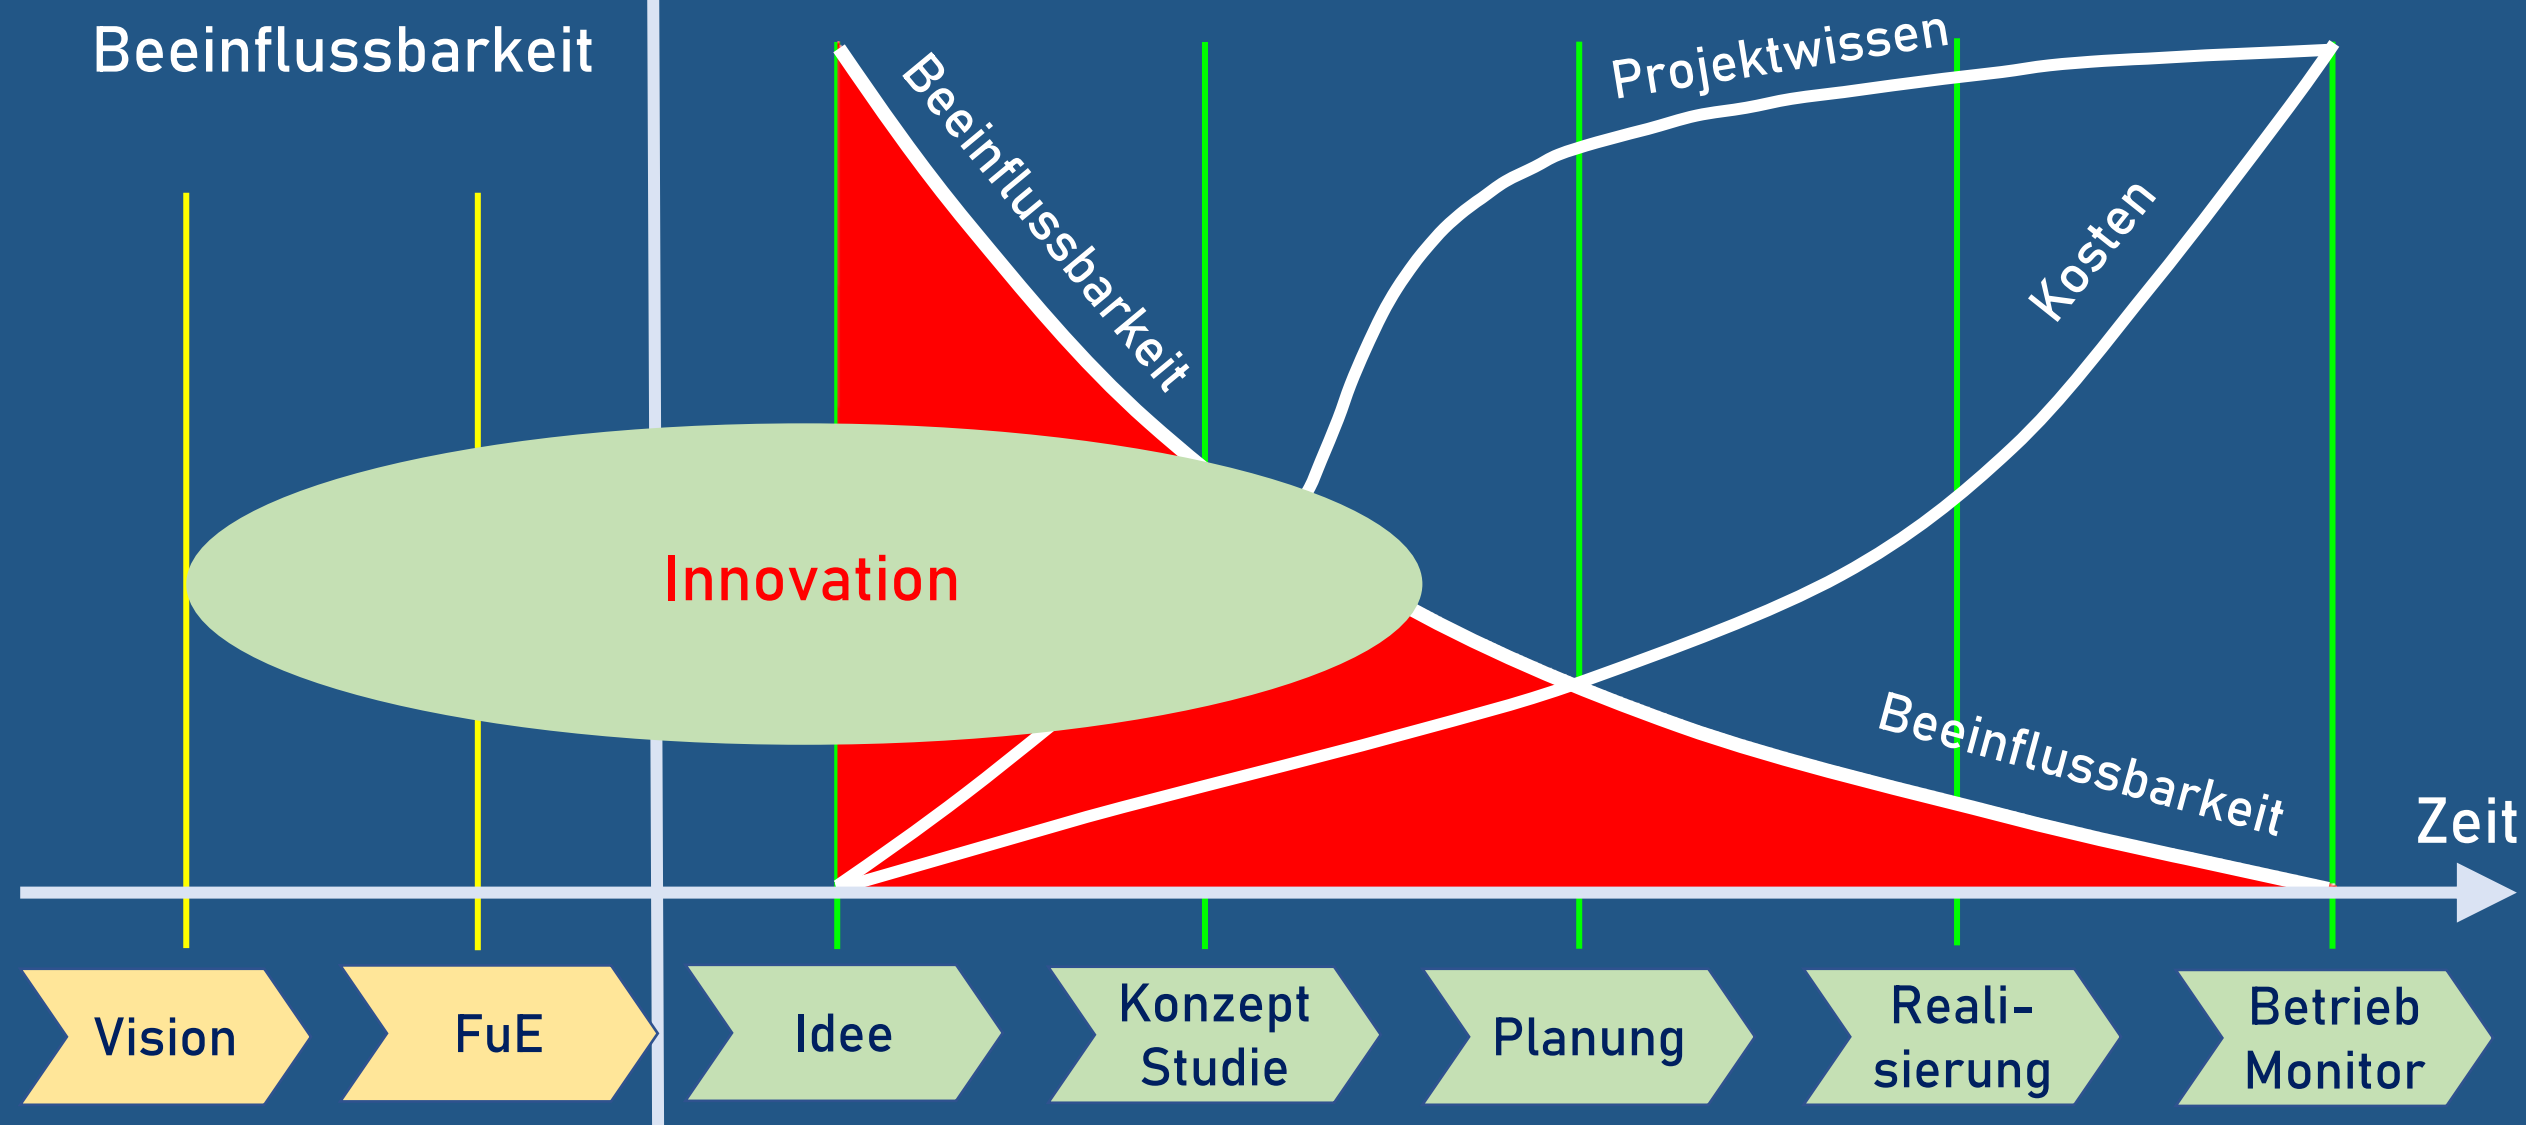 Beeinflussbarkeit
Beeinflussbarkeit
Projektwissen
Kosten
Innovation
Beeinflussbarkeit
Zeit
Vision
FuE
Idee
Konzept
Studie
Planung
Reali-
sierung
Betrieb
Monitor